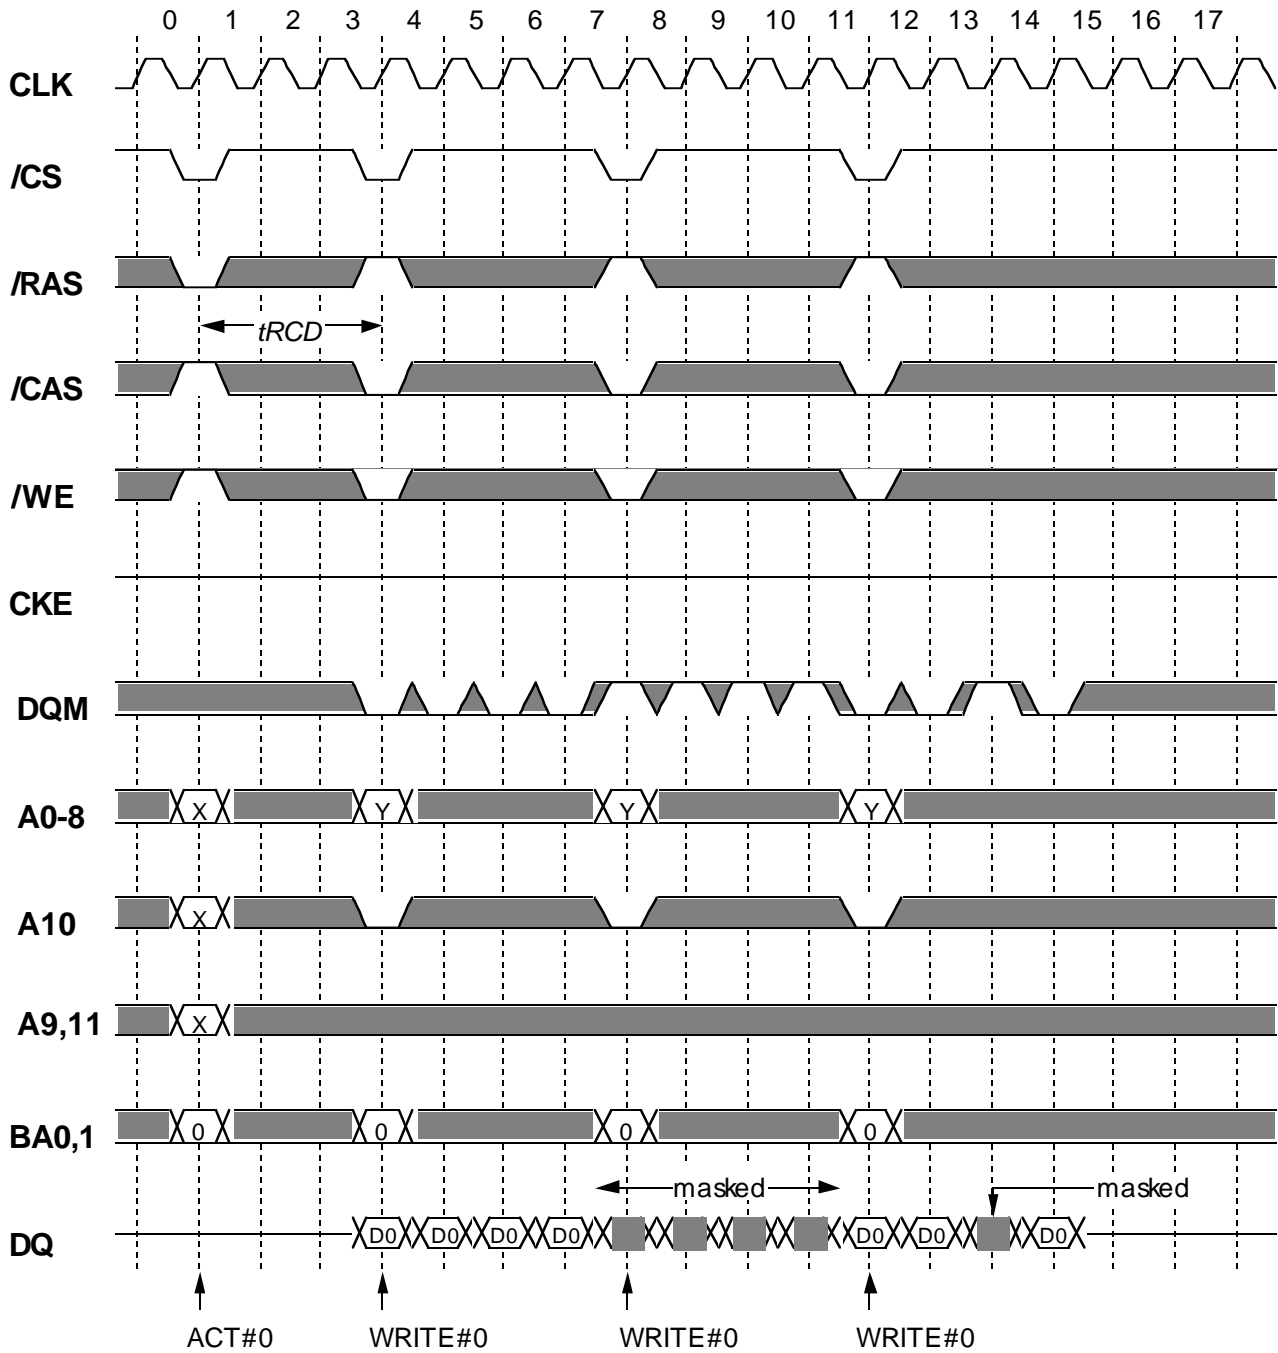 0 1 2 3 4 5 6 7 8 9 10 11 12 13 14 15 16 17
CLK
/CS
/RAS
tRCD
/CAS
/WE
CKE
DQM
A0-8 X Y Y Y
A10 X
A9,11 X
BA0,1 0 0 0 0
masked masked
DQ D0 D0 D0 D0 D0 D0 D0
ACT#0 WRITE#0 WRITE#0 WRITE#0